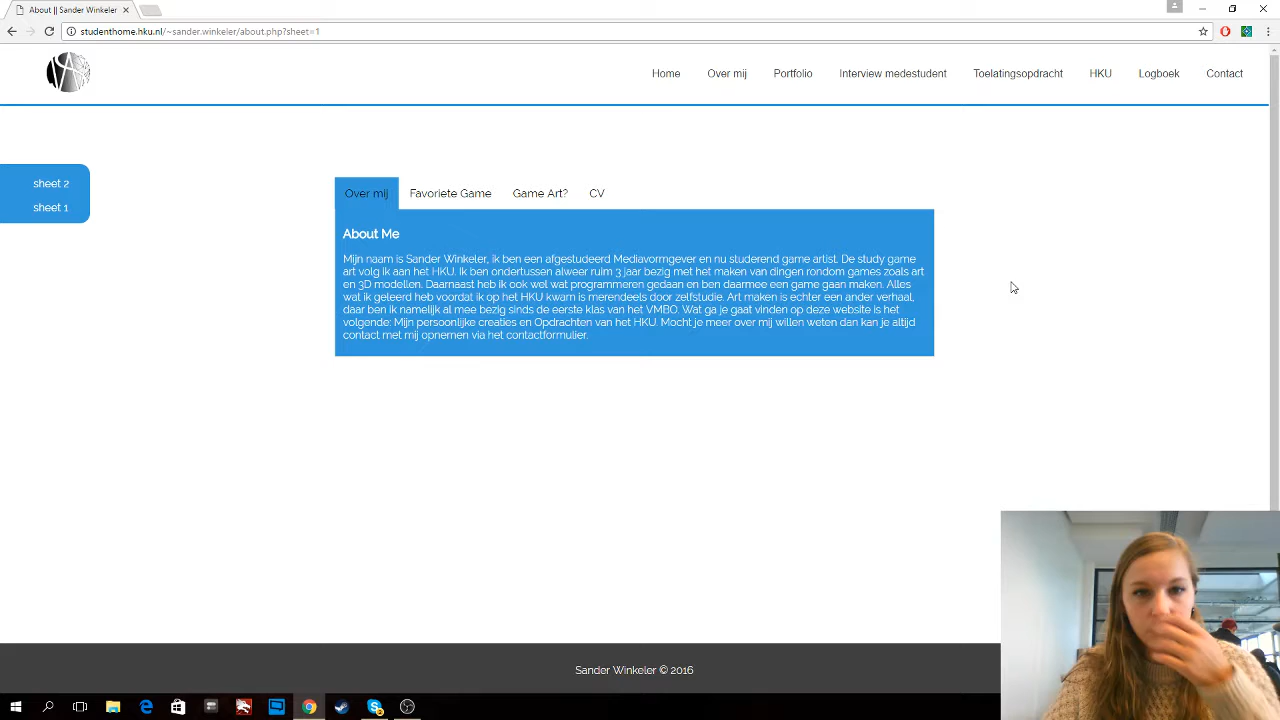 About || Sander Winkeler
studenthome.hku.nl/~sander.winkeler/about.php?sheet=1
Home Over mij Portfolio Interview medestudent Toelatingsopdracht HKU Logboek Contact
sheet 2
sheet 1
Over mij Favoriete Game Game Art? CV
About Me
Mijn naam is Sander Winkeler, ik ben een afgestudeerd Mediavormgever en nu studerend game artist. De study game
art volg ik aan het HKU. Ik ben ondertussen alweer ruim 3 jaar bezig met het maken van dingen rondom games zoals art
en 3D modellen. Daarnaast heb ik ook wel wat programmeren gedaan en ben daarmee een game gaan maken. Alles
wat ik geleerd heb voordat ik op het HKU kwam is merendeels door zelfstudie. Art maken is echter een ander verhaal,
daar ben ik namelijk al mee bezig sinds de eerste klas van het VMBO. Wat ga je gaat vinden op deze website is het
volgende: Mijn persoonlijke creaties en Opdrachten van het HKU. Mocht je meer over mij willen weten dan kan je altijd
contact met mij opnemen via het contactformulier.
Sander Winkeler © 2016